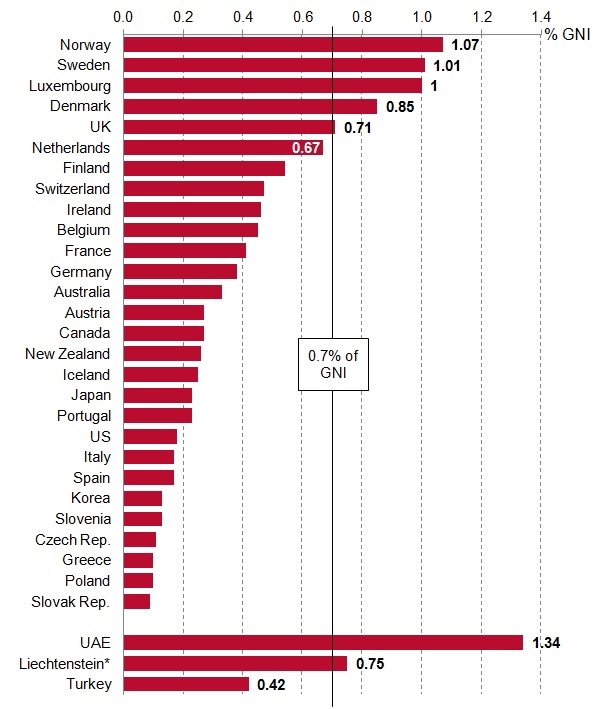 0.0 0.2 0.4 0.6 0.8 1.0 1.2 1.4
% GNI
Norway 1.07
Sweden 1.01
Luxembourg 1
Denmark 0.85
UK 0.71
Netherlands 0.67
Finland
Switzerland
Ireland
Belgium
France
Germany
Australia
Austria
Canada
New Zealand
0.7% of
GNI
Iceland
Japan
Portugal
US
Italy
Spain
Korea
Slovenia
Czech Rep.
Greece
Poland
Slovak Rep.
UAE 1.34
Liechtenstein* 0.75
Turkey 0.42